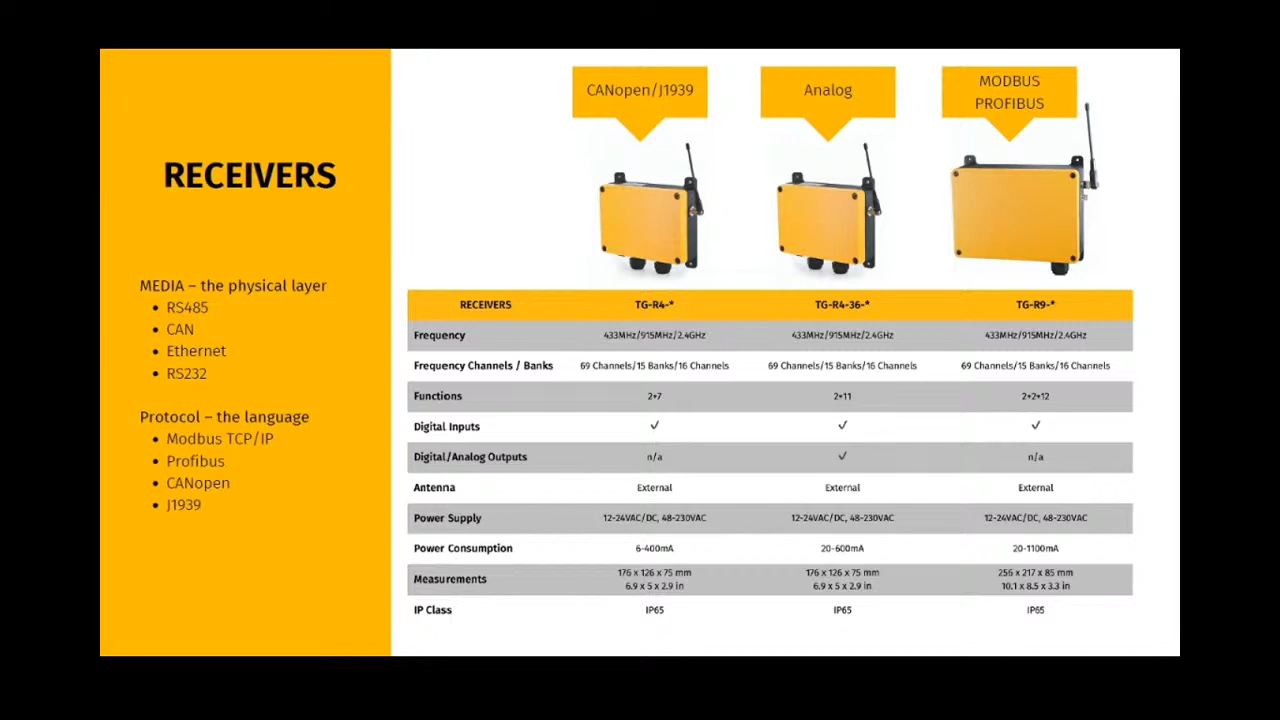 RECEIVERS
MEDIA – the physical layer
• RS485
• CAN
• Ethernet
• RS232
Protocol – the language
• Modbus TCP/IP
• Profibus
• CANopen
• J1939
CANopen/J1939
Analog
MODBUS
PROFIBUS
RECEIVERS TG-R4-* TG-R4-36-* TG-R9-*
Frequency 433MHz/915MHz/2.4GHz 433MHz/915MHz/2.4GHz 433MHz/915MHz/2.4GHz
Frequency Channels / Banks 69 Channels/15 Banks/16 Channels 69 Channels/15 Banks/16 Channels 69 Channels/15 Banks/16 Channels
Functions 2+7 2+11 2+2+12
Digital Inputs ✓ ✓ ✓
Digital/Analog Outputs n/a ✓ n/a
Antenna External External External
Power Supply 12-24VAC/DC, 48-230VAC 12-24VAC/DC, 48-230VAC 12-24VAC/DC, 48-230VAC
Power Consumption 6-400mA 20-600mA 20-1100mA
Measurements 176 x 126 x 75 mm 176 x 126 x 75 mm 256 x 217 x 85 mm
6.9 x 5 x 2.9 in 6.9 x 5 x 2.9 in 10.1 x 8.5 x 3.3 in
IP Class IP65 IP65 IP65